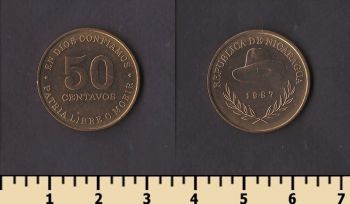 EN DIOS CONFIAMOS
50
CENTAVOS
PATRIA LIBRE O MORIR
REPUBLICA DE NICARAGUA
1987
1 2 3 4 5 6 7